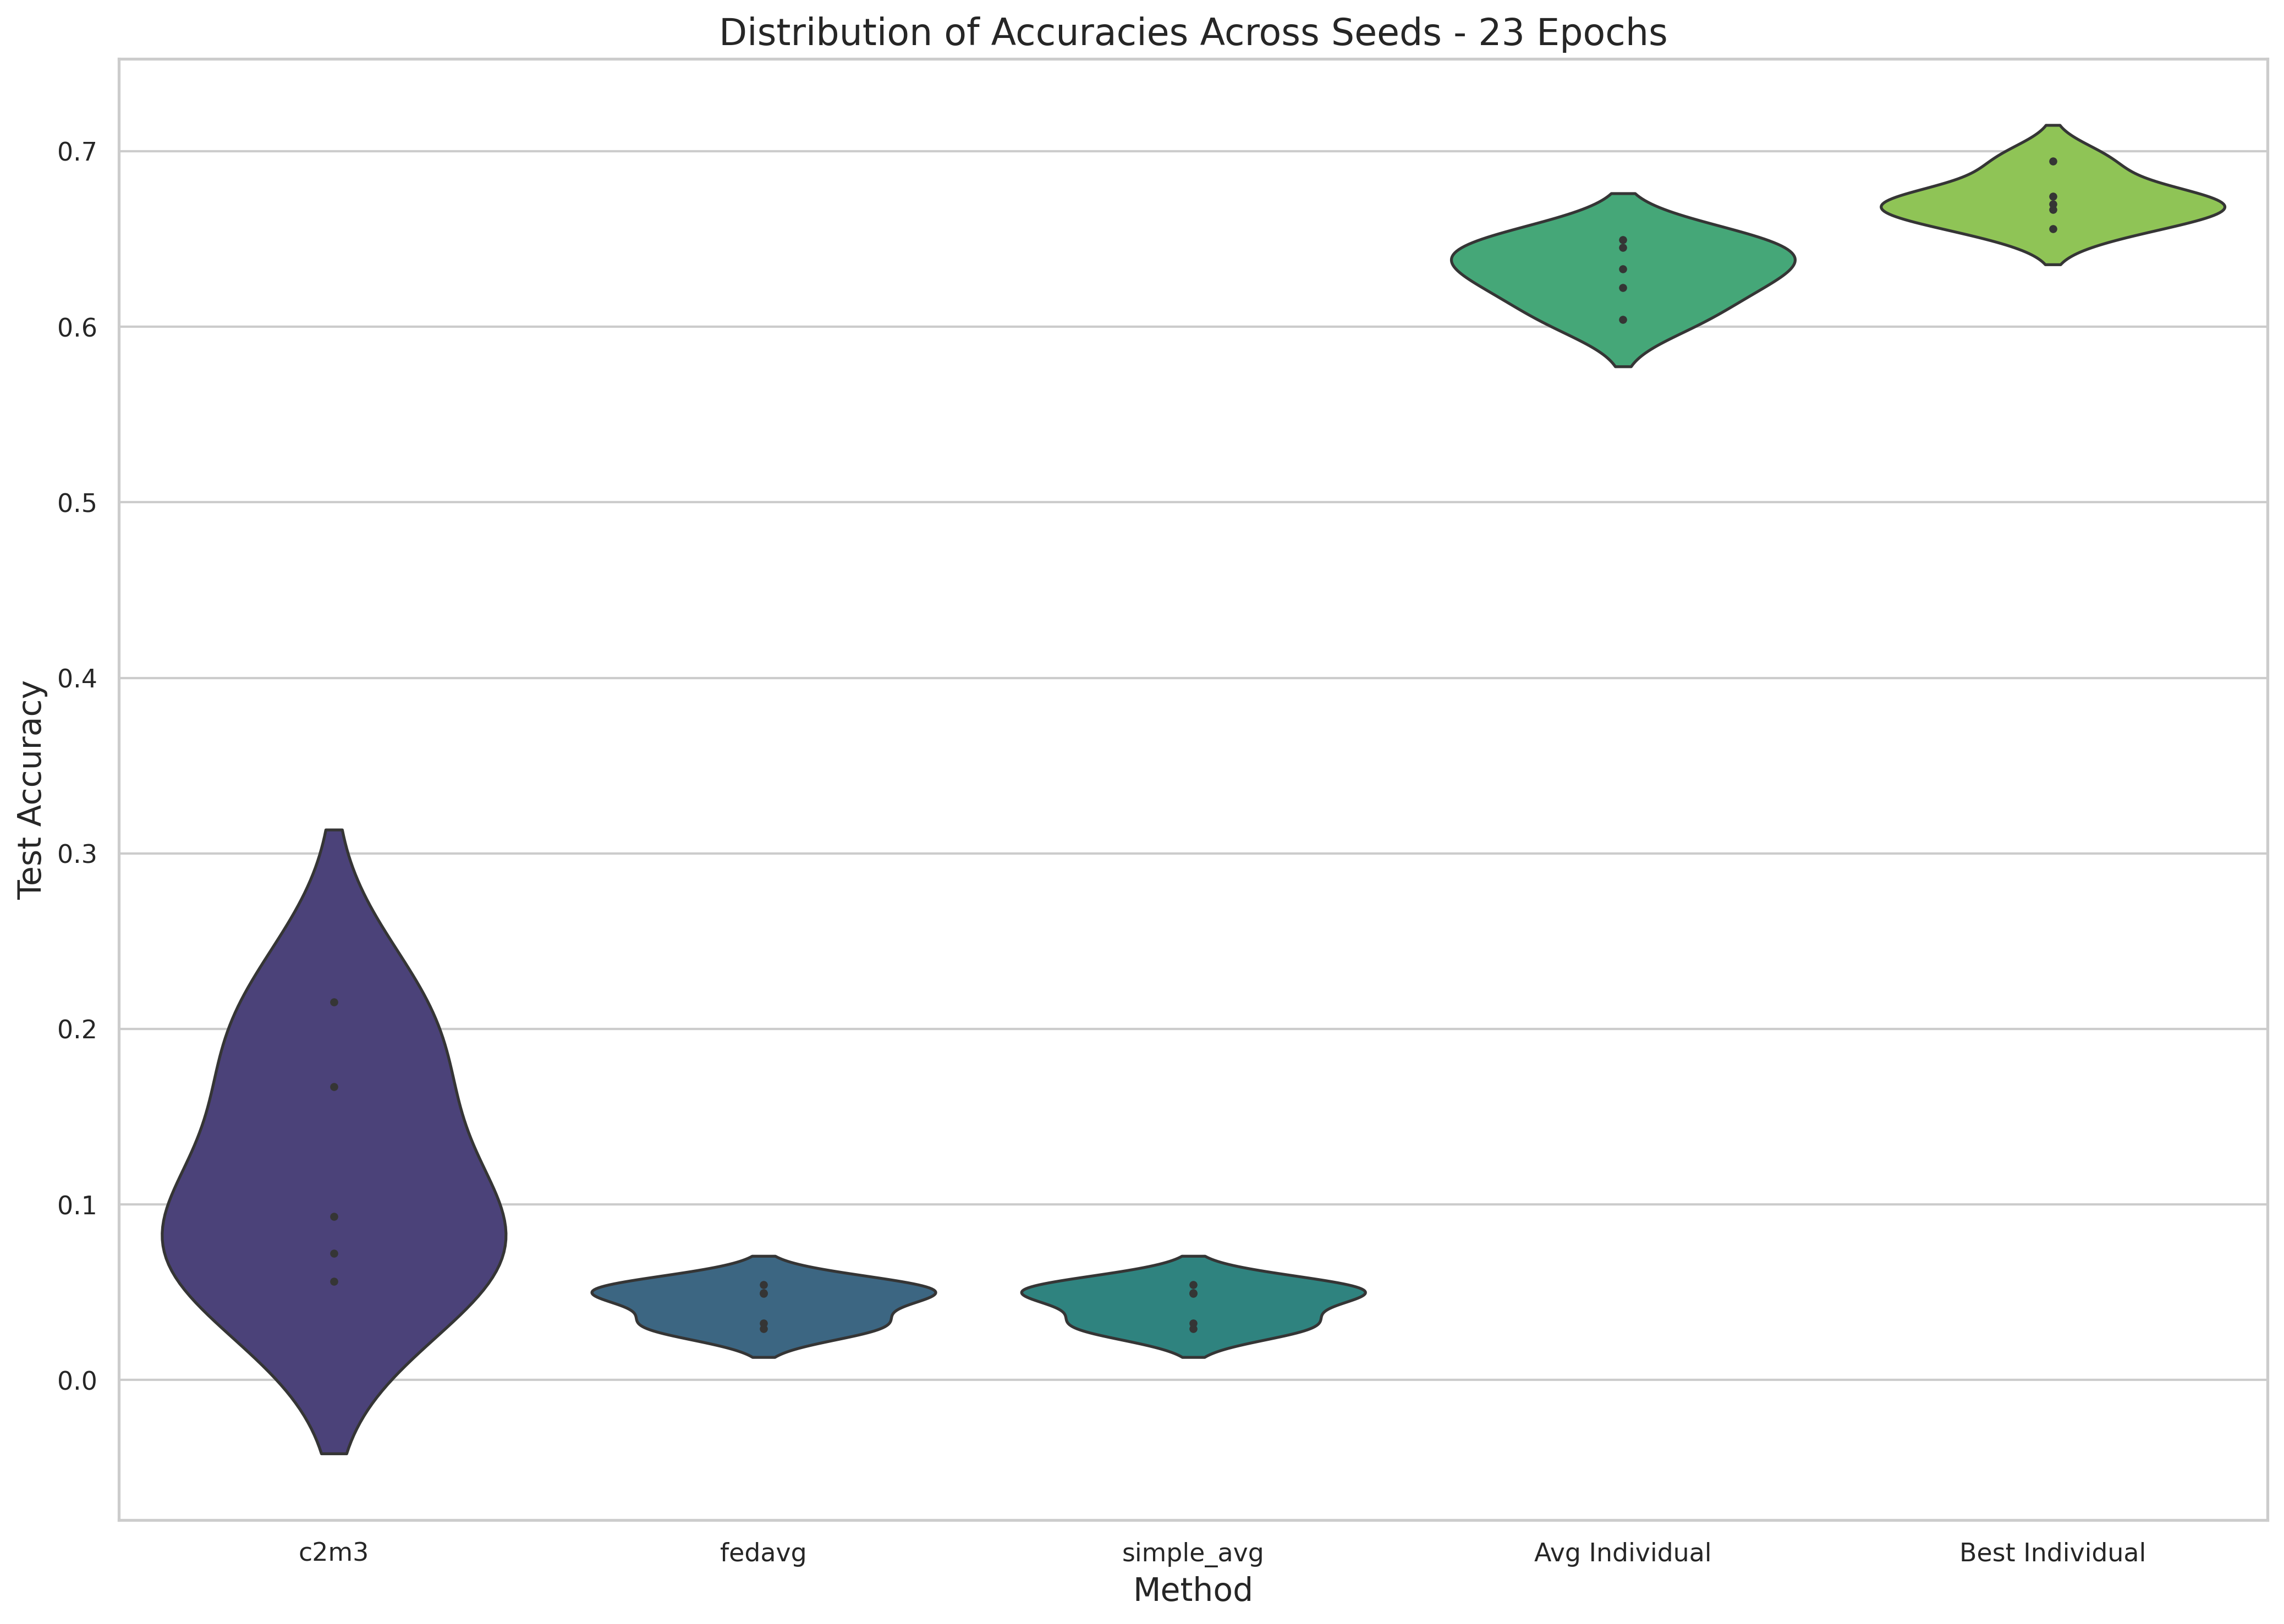 Distribution of Accuracies Across Seeds - 23 Epochs
Test Accuracy
0.7
0.6
0.5
0.4
0.3
0.2
0.1
0.0
c2m3 fedavg simple_avg Avg Individual Best Individual
Method